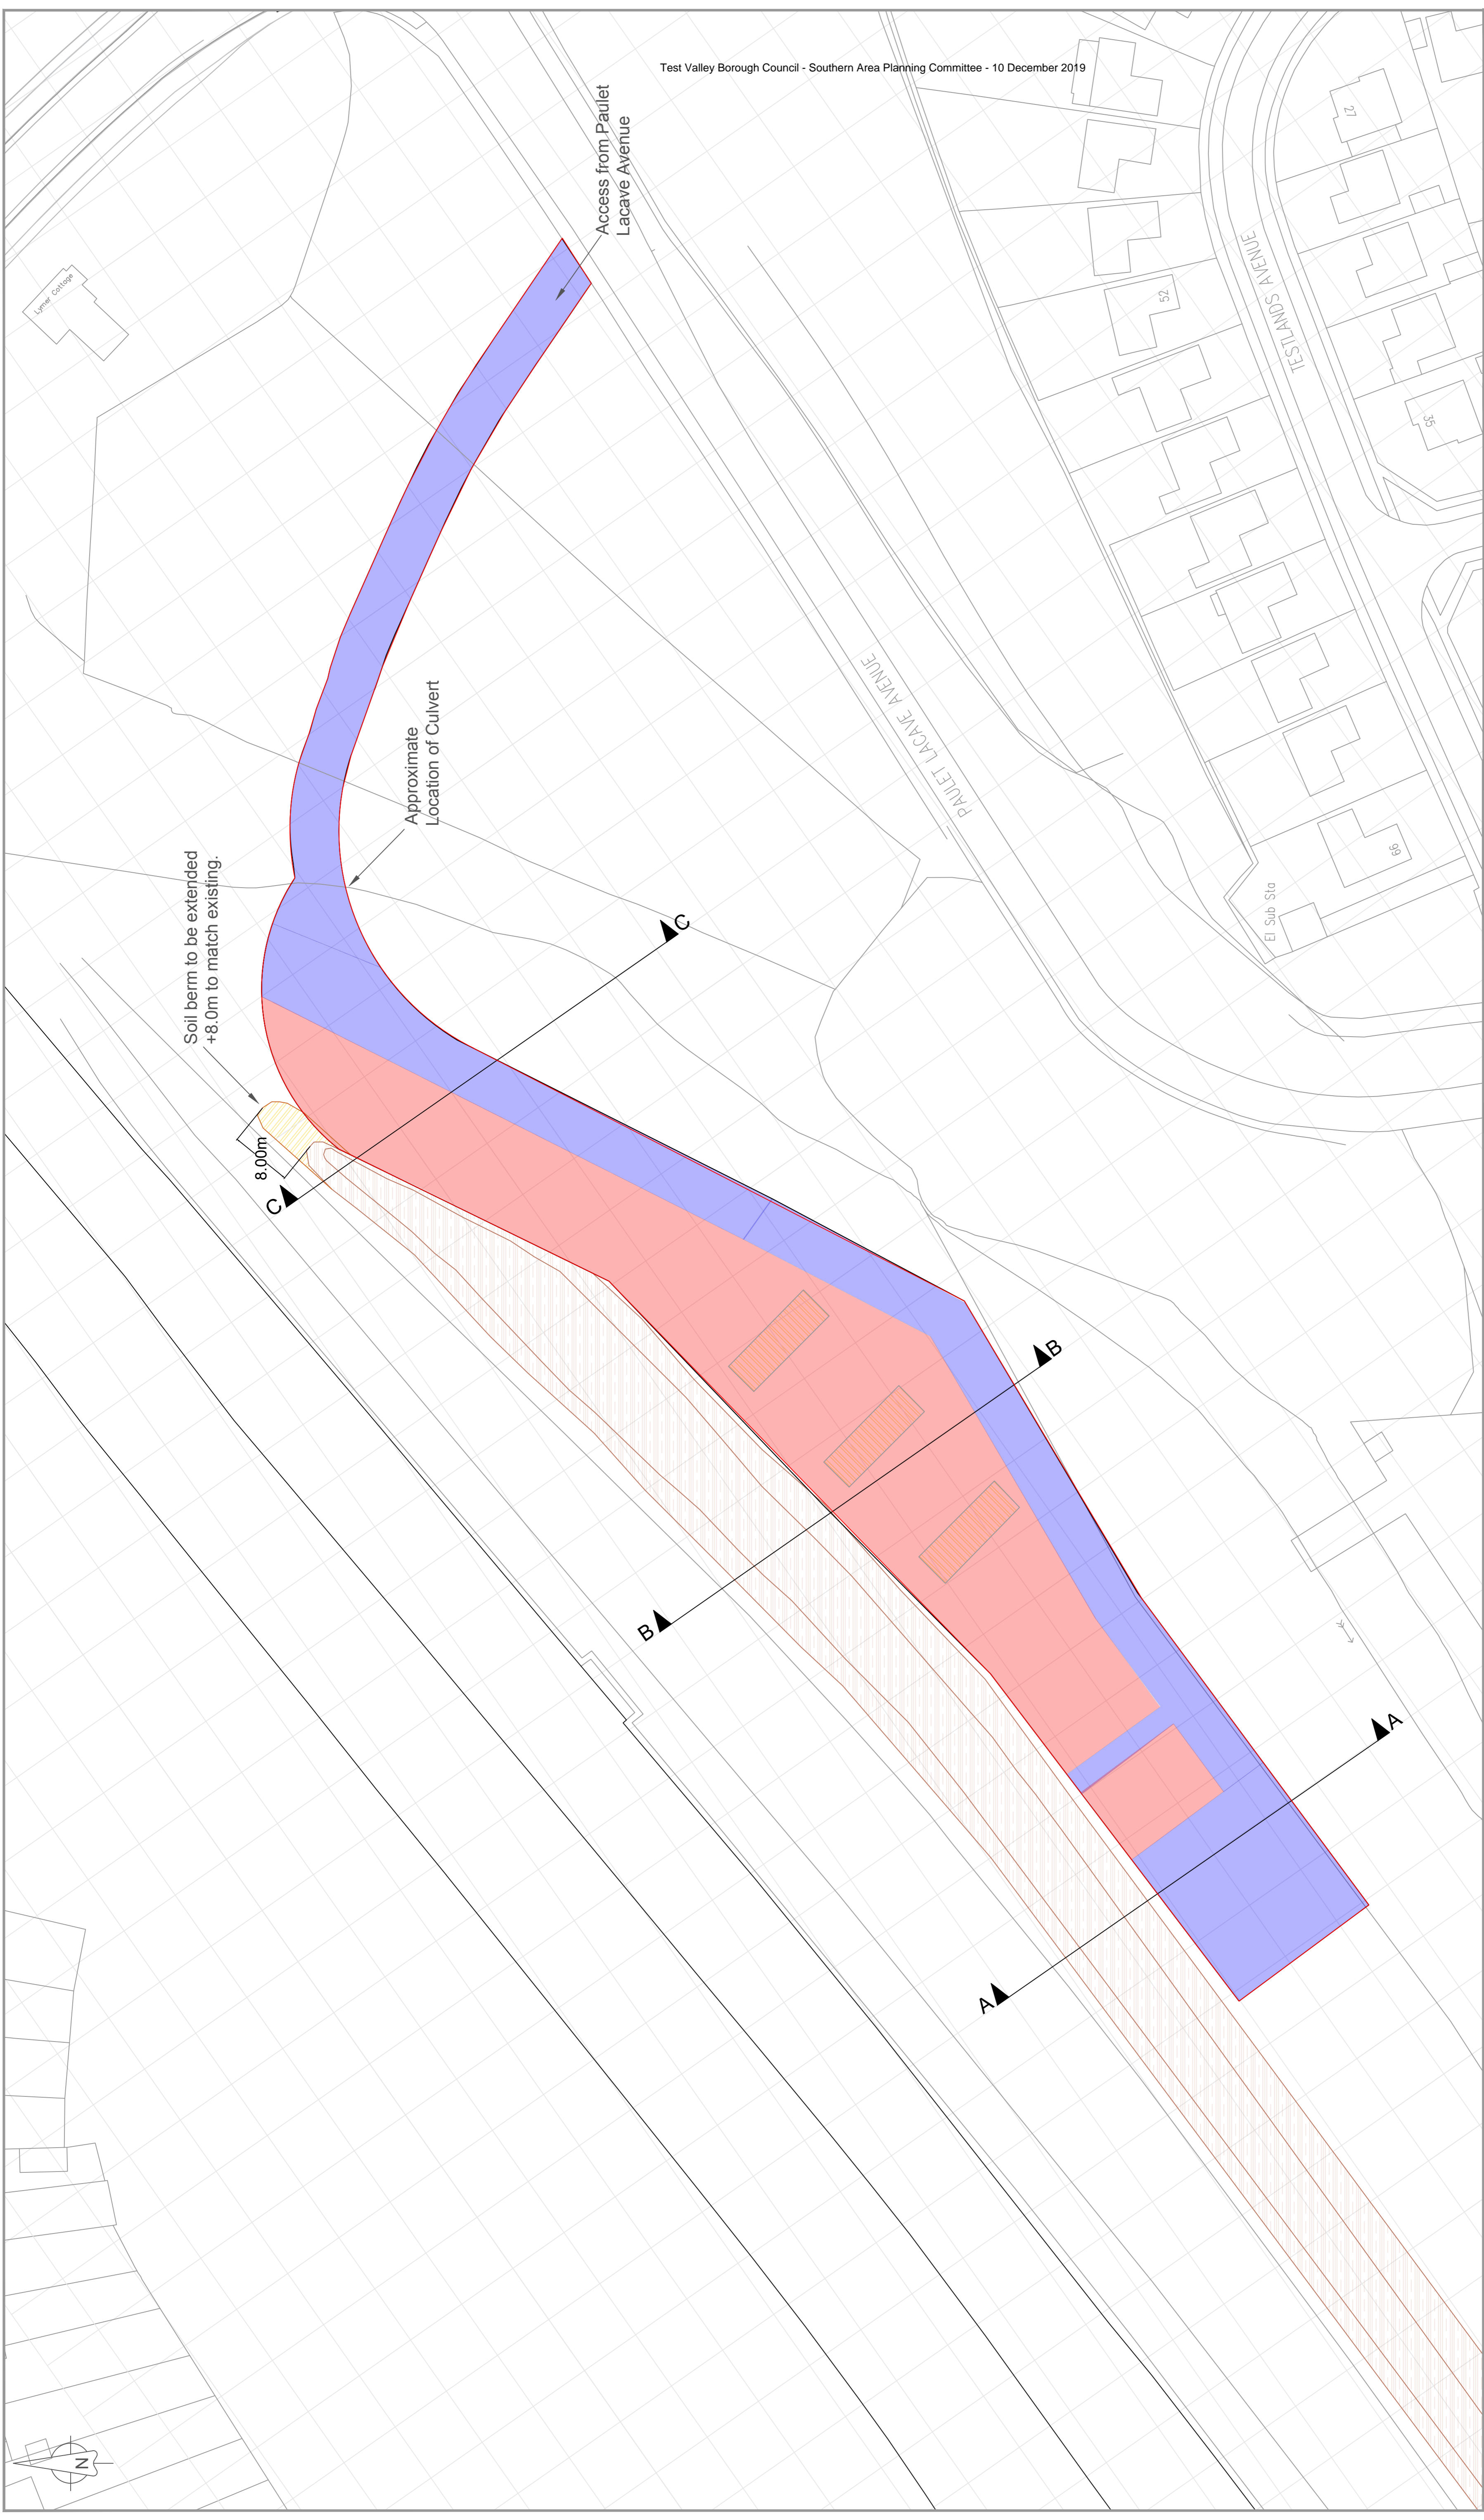 Test Valley Borough Council - Southern Area Planning Committee - 10 December 2019
Access from Paulet
Lacave Avenue
27
Lymer Cottage
52
TESTLANDS AVENUE
35
PAULET LACAVE AVENUE
Approximate
Location of Culvert
66
El Sub Sta
Soil berm to be extended
+8.0m to match existing.
C
8.00m
C
B
B
A
A
N